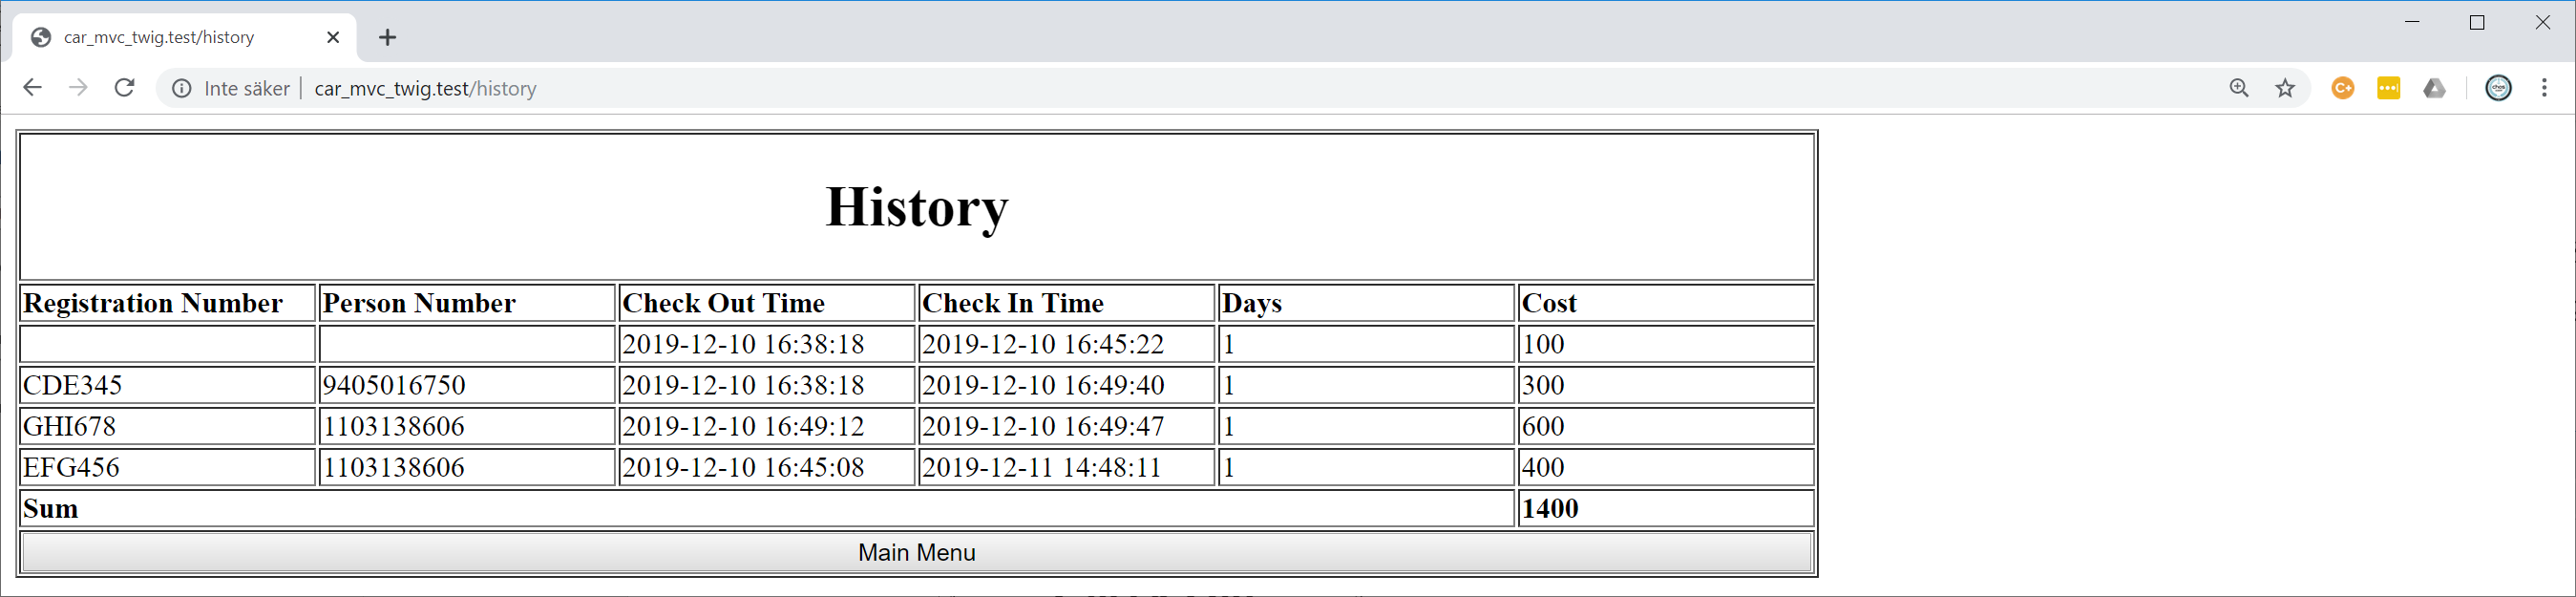 car_mvc_twig.test/history
Inte säker car_mvc_twig.test/history
History
Registration Number Person Number Check Out Time Check In Time Days Cost
2019-12-10 16:38:18 2019-12-10 16:45:22 1 100
CDE345 9405016750 2019-12-10 16:38:18 2019-12-10 16:49:40 1 300
GHI678 1103138606 2019-12-10 16:49:12 2019-12-10 16:49:47 1 600
EFG456 1103138606 2019-12-10 16:45:08 2019-12-11 14:48:11 1 400
Sum 1400
Main Menu